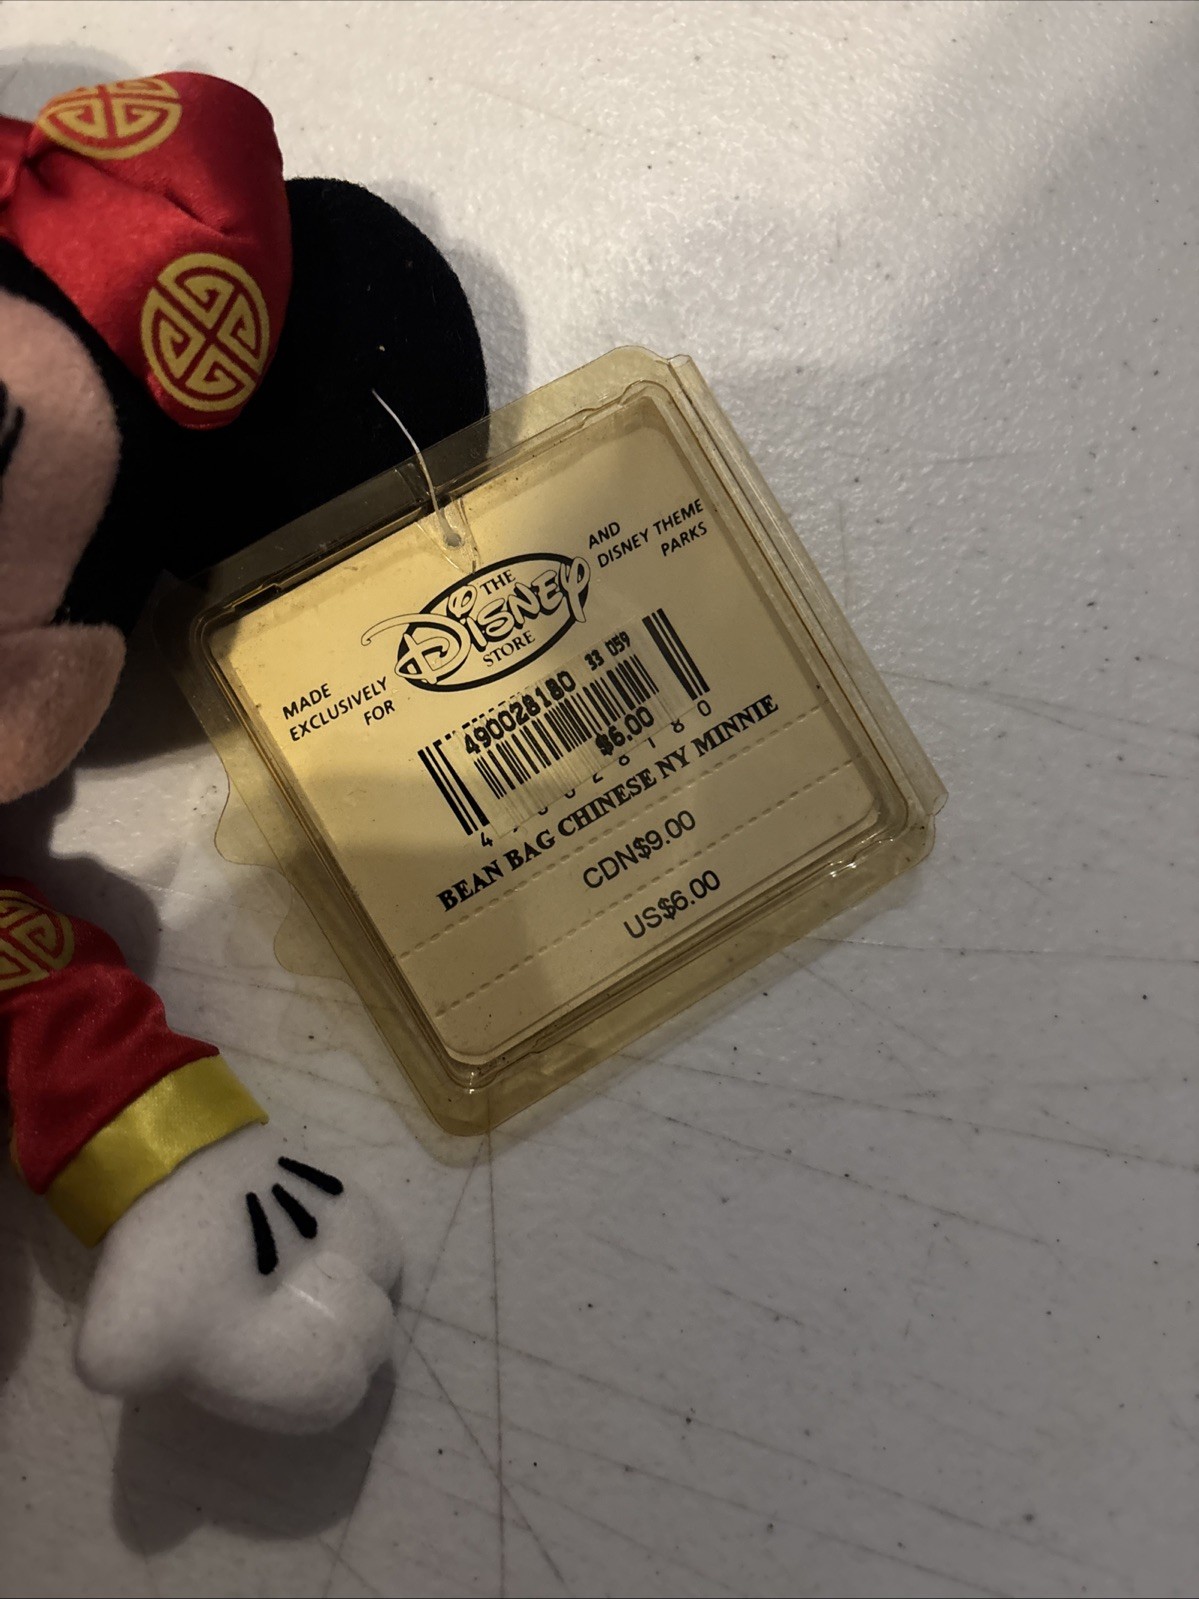 MADE
EXCLUSIVELY
FOR
THE
DISNEY
STORE
AND
DISNEY THEME
PARKS
490028180 33 059
$6.00
BEAN BAG CHINESE NY MINNIE
CDN$9.00
US$6.00